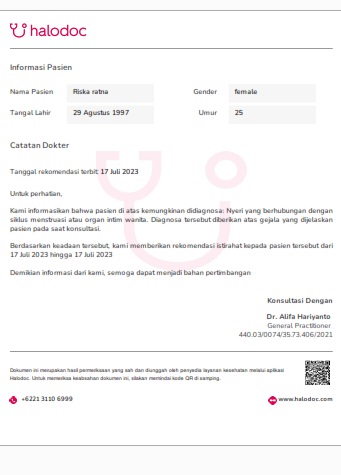 halodoc
Informasi Pasien
Nama Pasien Riska ratna Gender female
Tangal Lahir 29 Agustus 1997 Umur 25
Catatan Dokter
Tanggal rekomendasi terbit: 17 Juli 2023
Untuk perhatian,
Kami informasikan bahwa pasien di atas kemungkinan didiagnosa: Nyeri yang berhubungan dengan
siklus menstruasi atau organ intim wanita. Diagnosa tersebut diberikan atas gejala yang dijelaskan
pasien pada saat konsultasi.
Berdasarkan keadaan tersebut, kami memberikan rekomendasi istirahat kepada pasien tersebut dari
17 Juli 2023 hingga 17 Juli 2023
Demikian informasi dari kami, semoga dapat menjadi bahan pertimbangan
Konsultasi Dengan
Dr. Alifa Hariyanto
General Practitioner
440.03/0074/35.73.406/2021
Dokumen ini merupakan hasil permeriksaan yang sah dan diunggah oleh penyedia layanan kesehatan melalui aplikasi
Halodoc. Untuk memeriksa keabsahan dokumen ini, silakan memindai kode QR di samping.
+6221 3110 6999 www.halodoc.com